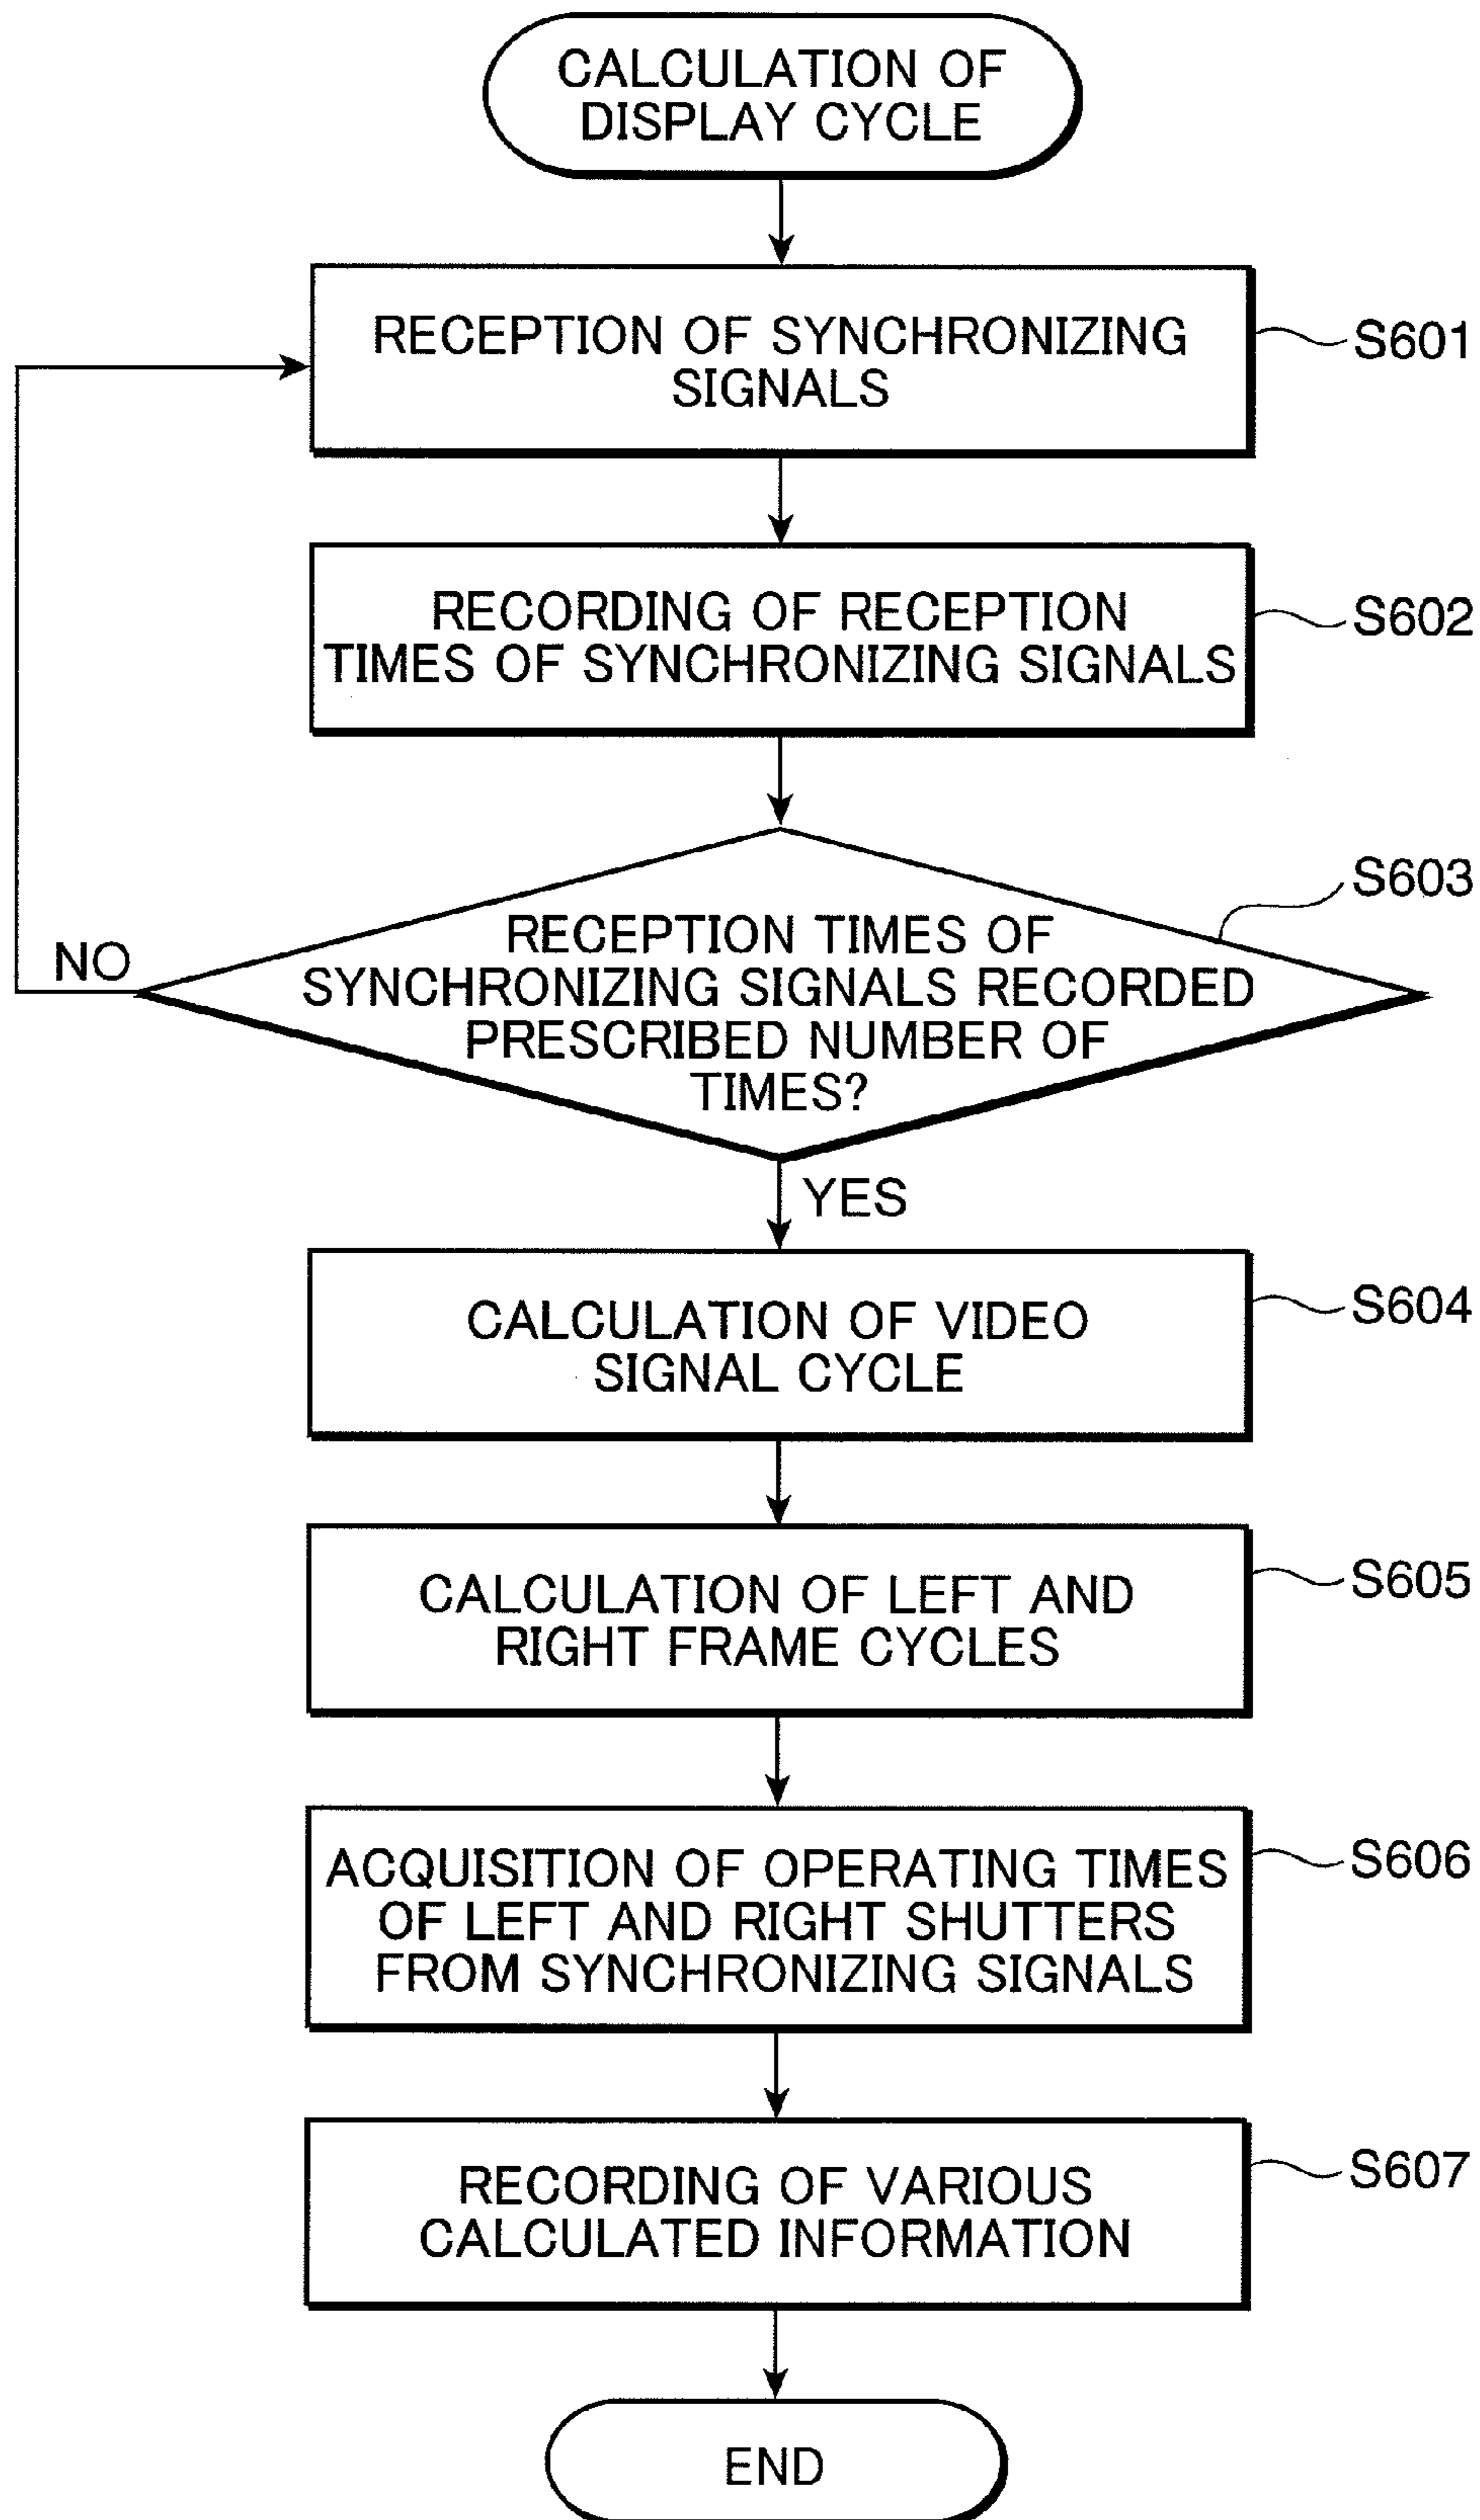 CALCULATION OF
DISPLAY CYCLE
RECEPTION OF SYNCHRONIZING
SIGNALS
S601
RECORDING OF RECEPTION
TIMES OF SYNCHRONIZING SIGNALS
S602
S603
RECEPTION TIMES OF
SYNCHRONIZING SIGNALS RECORDED
PRESCRIBED NUMBER OF
TIMES?
NO
YES
CALCULATION OF VIDEO
SIGNAL CYCLE
S604
CALCULATION OF LEFT AND
RIGHT FRAME CYCLES
S605
ACQUISITION OF OPERATING TIMES
OF LEFT AND RIGHT SHUTTERS
FROM SYNCHRONIZING SIGNALS
S606
RECORDING OF VARIOUS
CALCULATED INFORMATION
S607
END